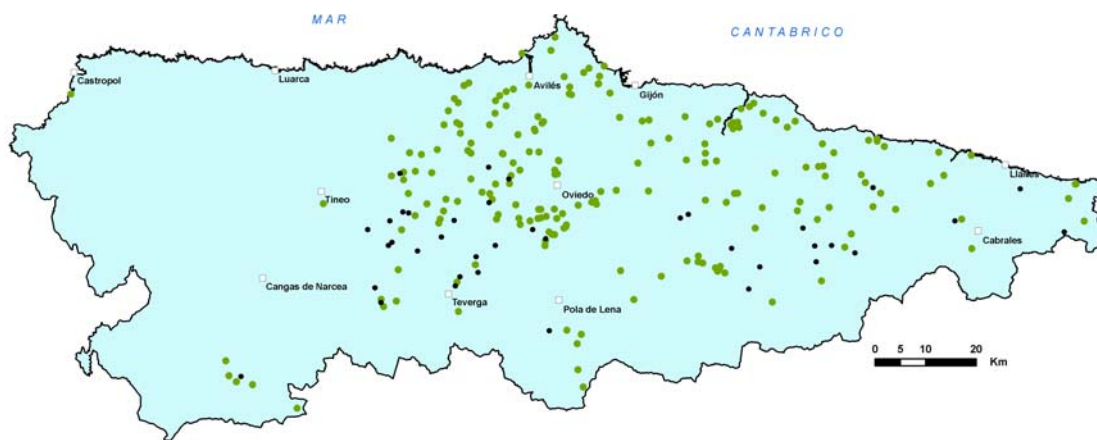 MAR
CANTABRICO
Castropol
Luarca
Avilés
Gijón
Llanes
Tineo
Oviedo
Cabrales
Cangas de Narcea
Teverga
Pola de Lena
0 5 10 20
Km